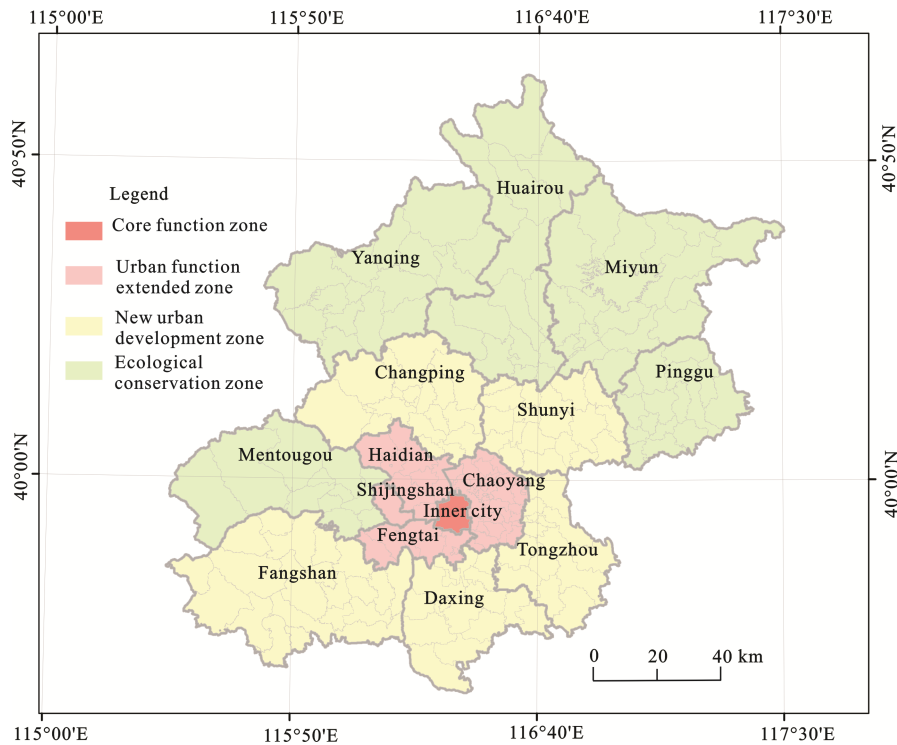 115°00'E
115°50'E
116°40'E
117°30'E
40°50'N
40°50'N
Huairou
Legend
Core function zone
Urban function
extended zone
New urban
development zone
Ecological
conservation zone
Yanqing
Miyun
Changping
Pinggu
Shunyi
Mentougou
Haidian
40°00'N
40°00'N
Chaoyang
Shijingshan
Inner city
Fengtai
Tongzhou
Fangshan
Daxing
0
20
40 km
115°00'E
115°50'E
116°40'E
117°30'E